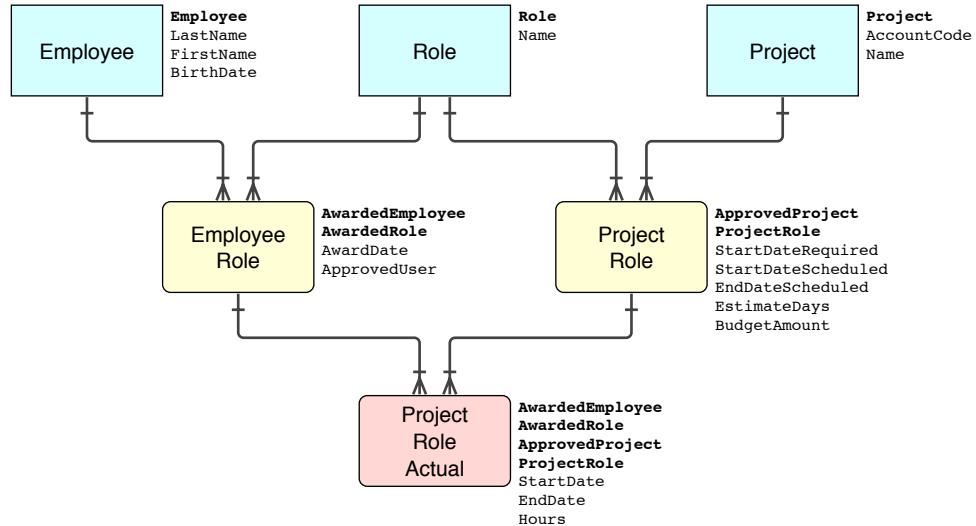 Employee
Employee
LastName
FirstName
BirthDate
Role
Role
Name
Project
Project
AccountCode
Name
Employee
Role
AwardedEmployee
AwardedRole
AwardDate
ApprovedUser
Project
Role
ApprovedProject
ProjectRole
StartDateRequired
StartDateScheduled
EndDateScheduled
EstimateDays
BudgetAmount
Project
Role
Actual
AwardedEmployee
AwardedRole
ApprovedProject
ProjectRole
StartDate
EndDate
Hours